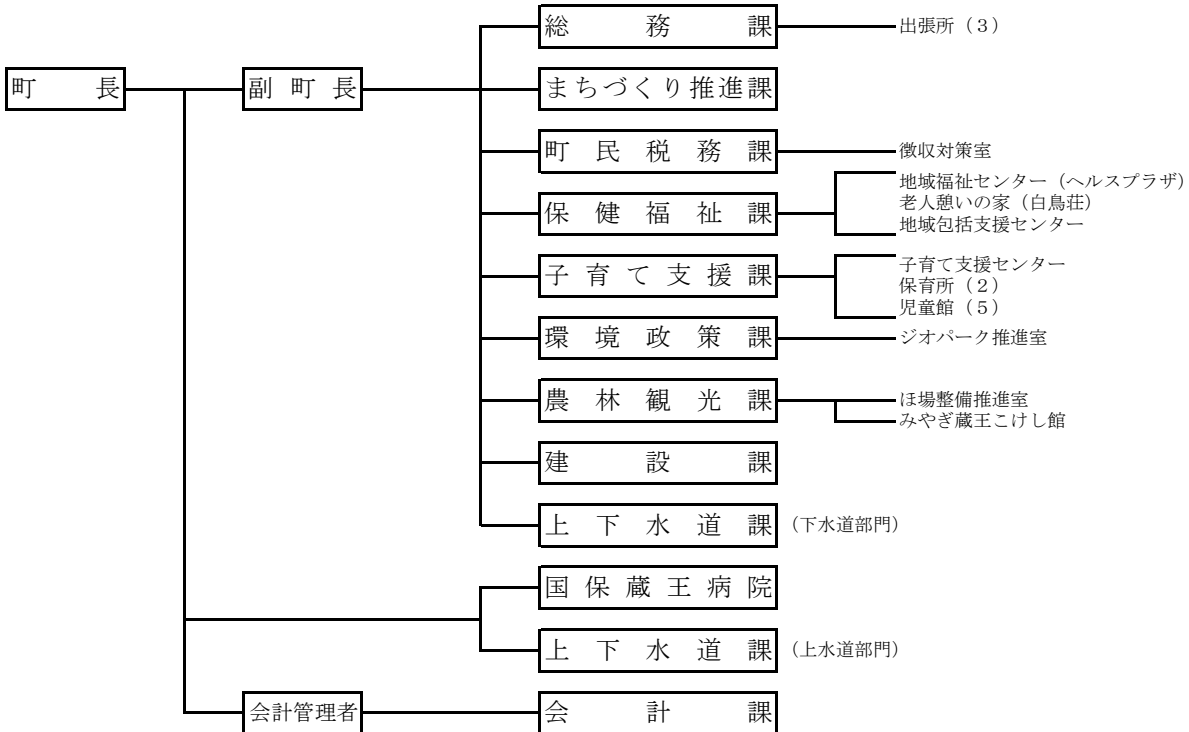 総務課
出張所（３）
町長
副町長
まちづくり推進課
町民税務課
徴収対策室
保健福祉課
地域福祉センター（ヘルスプラザ）
老人憩いの家（白鳥荘）
地域包括支援センター
子育て支援課
子育て支援センター
保育所（２）
児童館（５）
環境政策課
ジオパーク推進室
農林観光課
ほ場整備推進室
みやぎ蔵王こけし館
建設課
上下水道課
（下水道部門）
国保蔵王病院
上下水道課
（上水道部門）
会計管理者
会計課